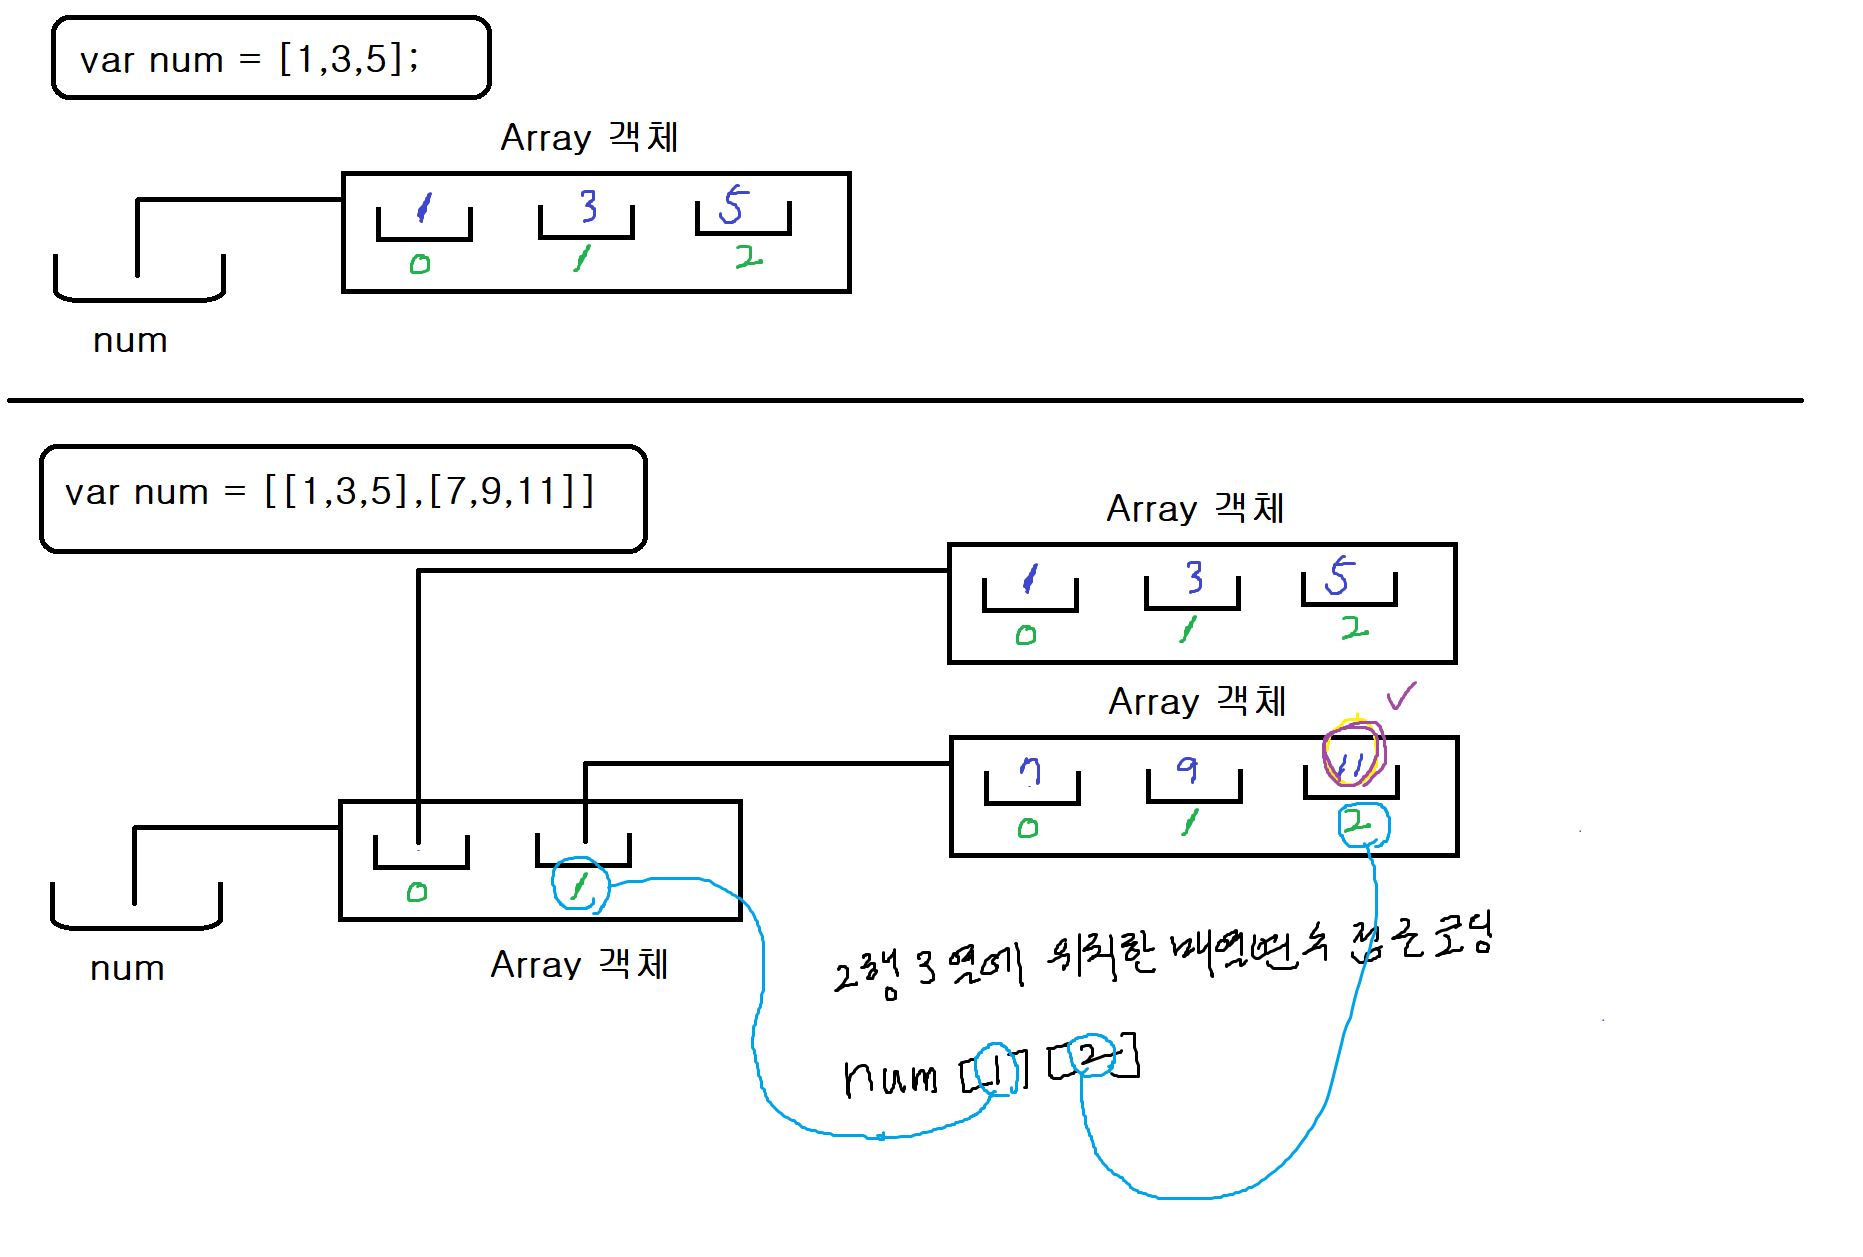 var num = [1,3,5];
Array 객체
1 3 5
0 1 2
num
var num = [[1,3,5],[7,9,11]]
Array 객체
1 3 5
0 1 2
Array 객체
7 9 11
0 1 2
0 1
num
Array 객체
2행 3열에 위치한 배열변수 접근 코딩
num [1] [2]